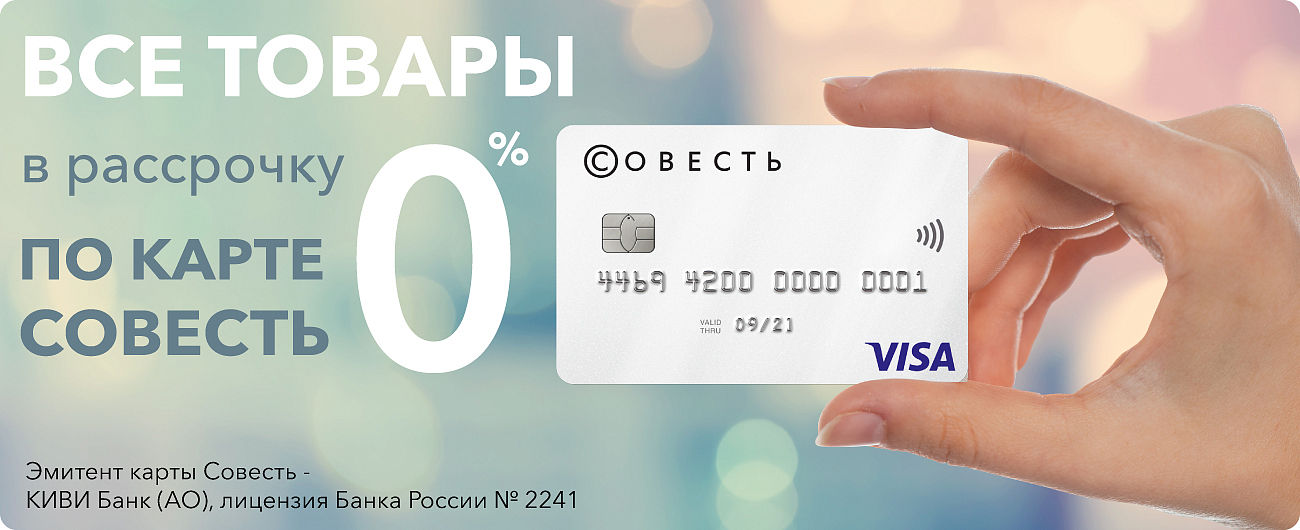 ВСЕ ТОВАРЫ
в рассрочку
0%
ПО КАРТЕ
СОВЕСТЬ
©ОВЕСТЬ
4469 4200 0000 0001
VALID
THRU
09/21
VISA
Эмитент карты Совесть -
КИВИ Банк (АО), лицензия Банка России № 2241